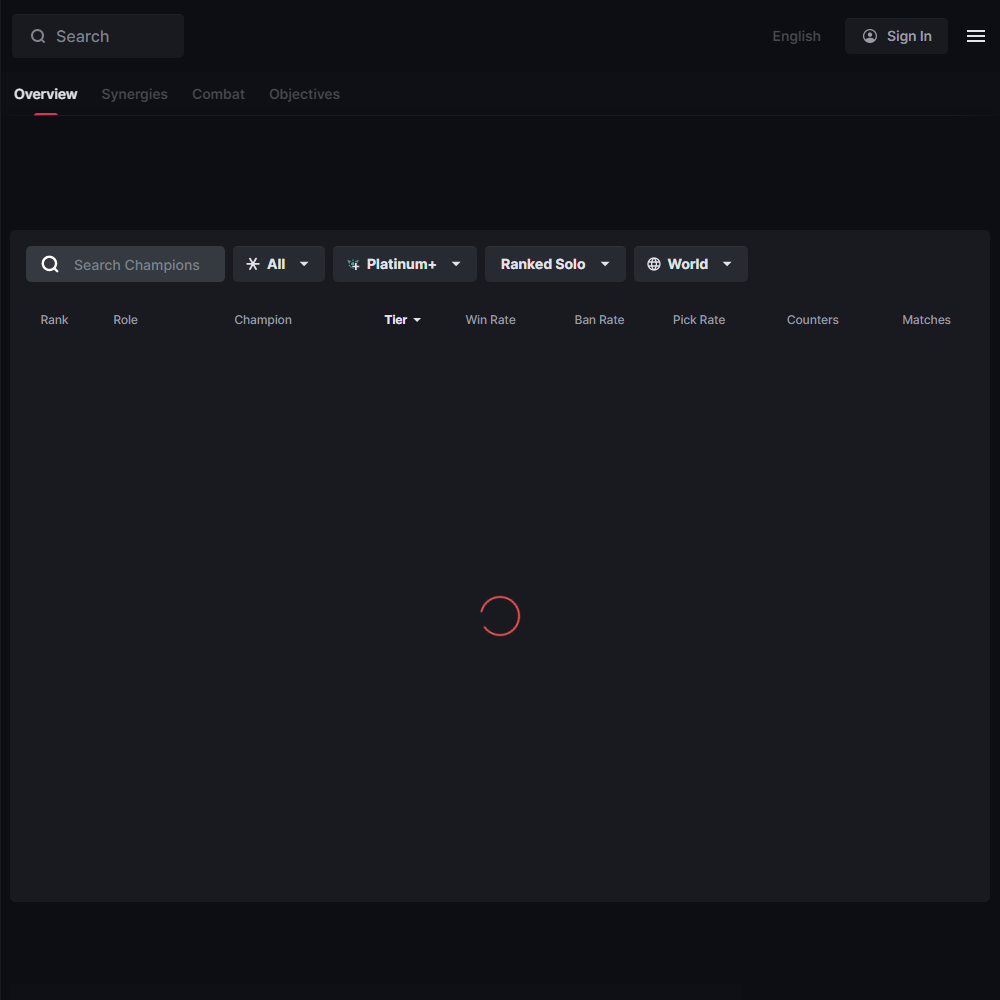 Search
English
Sign In
Overview Synergies Combat Objectives
Search Champions All Platinum+ Ranked Solo World
Rank Role Champion Tier Win Rate Ban Rate Pick Rate Counters Matches